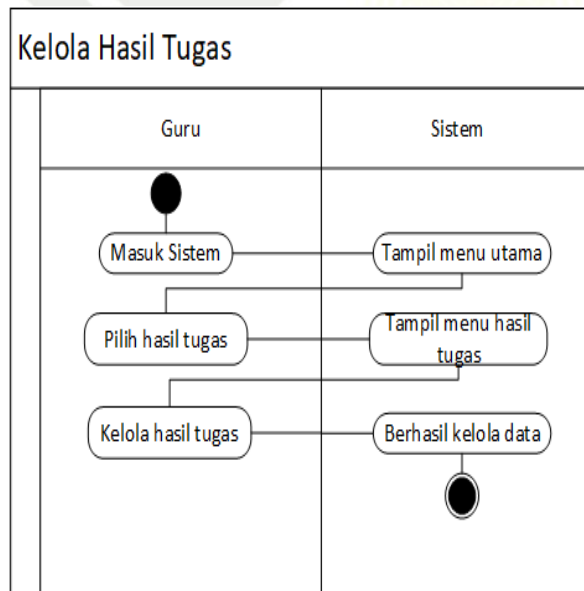 Kelola Hasil Tugas
Guru
Sistem
Masuk Sistem
Tampil menu utama
Pilih hasil tugas
Tampil menu hasil
tugas
Kelola hasil tugas
Berhasil kelola data